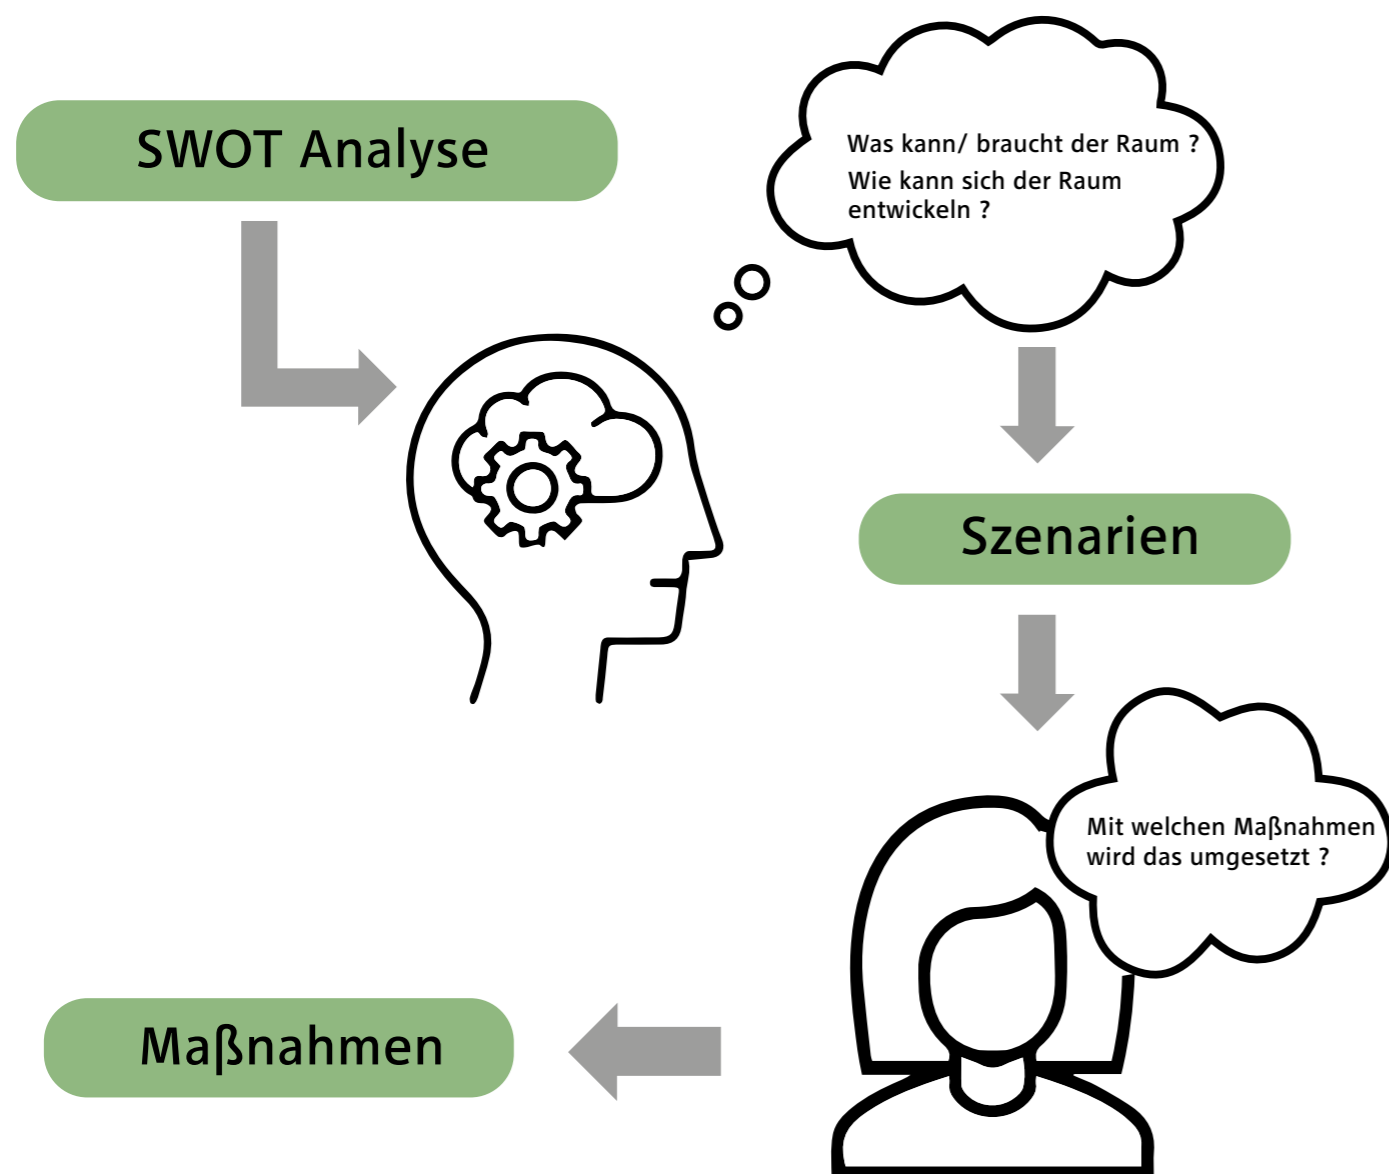 SWOT Analyse
Was kann/ braucht der Raum ?
Wie kann sich der Raum
entwickeln ?
Szenarien
Mit welchen Maßnahmen
wird das umgesetzt ?
Maßnahmen